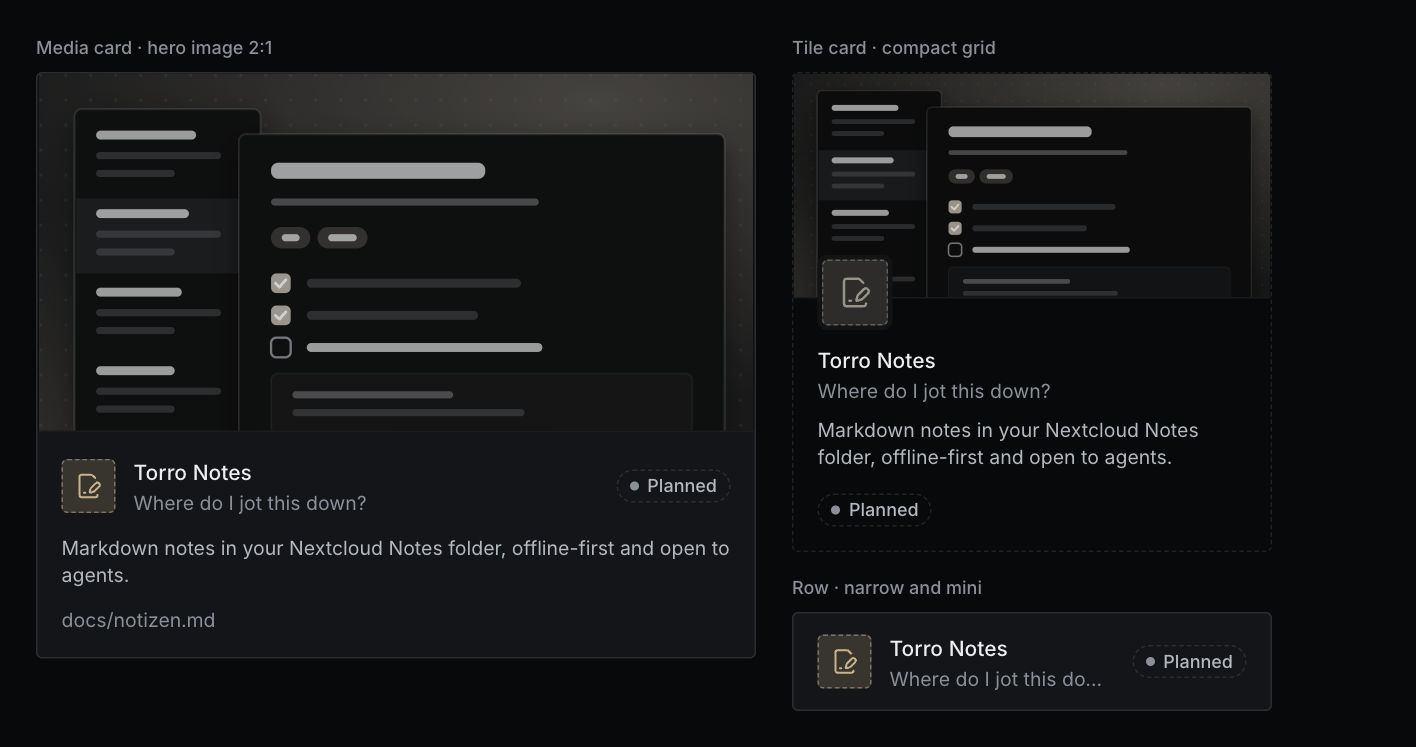 Media card · hero image 2:1
Torro Notes
Where do I jot this down?
Planned
Markdown notes in your Nextcloud Notes folder, offline-first and open to
agents.
docs/notizen.md
Tile card · compact grid
Torro Notes
Where do I jot this down?
Markdown notes in your Nextcloud Notes
folder, offline-first and open to agents.
Planned
Row · narrow and mini
Torro Notes
Where do I jot this do...
Planned